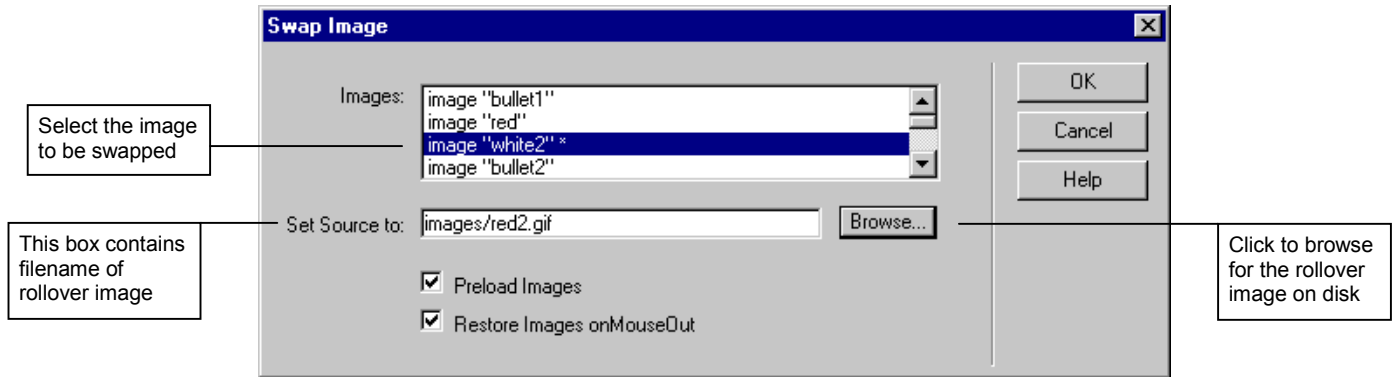 Swap Image
Images:
image "bullet1"
image "red"
image "white2" *
image "bullet2"
OK
Cancel
Help
Select the image
to be swapped
Set Source to:
images/red2.gif
Browse...
This box contains
filename of
rollover image
Click to browse
for the rollover
image on disk
Preload Images
Restore Images onMouseOut